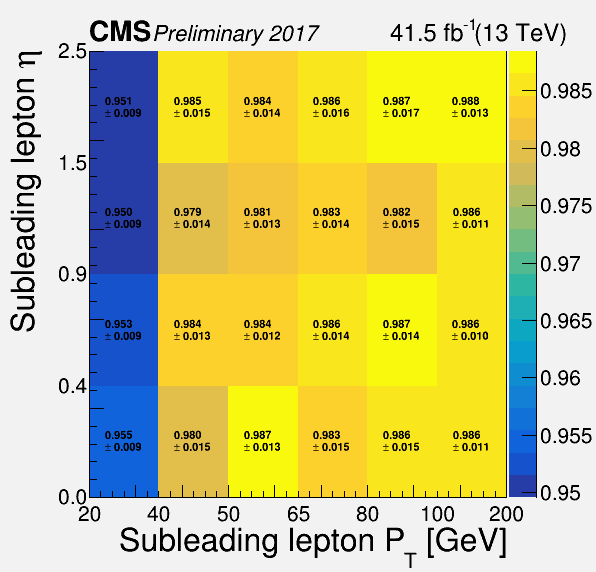 CMS Preliminary 2017 41.5 fb-1(13 TeV)
Subleading lepton η
2.5
1.5
0.9
0.4
0.0
0.951 0.985 0.984 0.986 0.987 0.988
± 0.009 ± 0.015 ± 0.014 ± 0.016 ± 0.017 ± 0.013
0.950 0.979 0.981 0.983 0.982 0.986
± 0.009 ± 0.014 ± 0.013 ± 0.014 ± 0.015 ± 0.011
0.953 0.984 0.984 0.986 0.987 0.986
± 0.009 ± 0.013 ± 0.012 ± 0.014 ± 0.014 ± 0.010
0.955 0.980 0.987 0.983 0.986 0.986
± 0.009 ± 0.015 ± 0.013 ± 0.015 ± 0.015 ± 0.011
0.985
0.98
0.975
0.97
0.965
0.96
0.955
0.95
20 40 50 65 80 100 200
Subleading lepton PT [GeV]